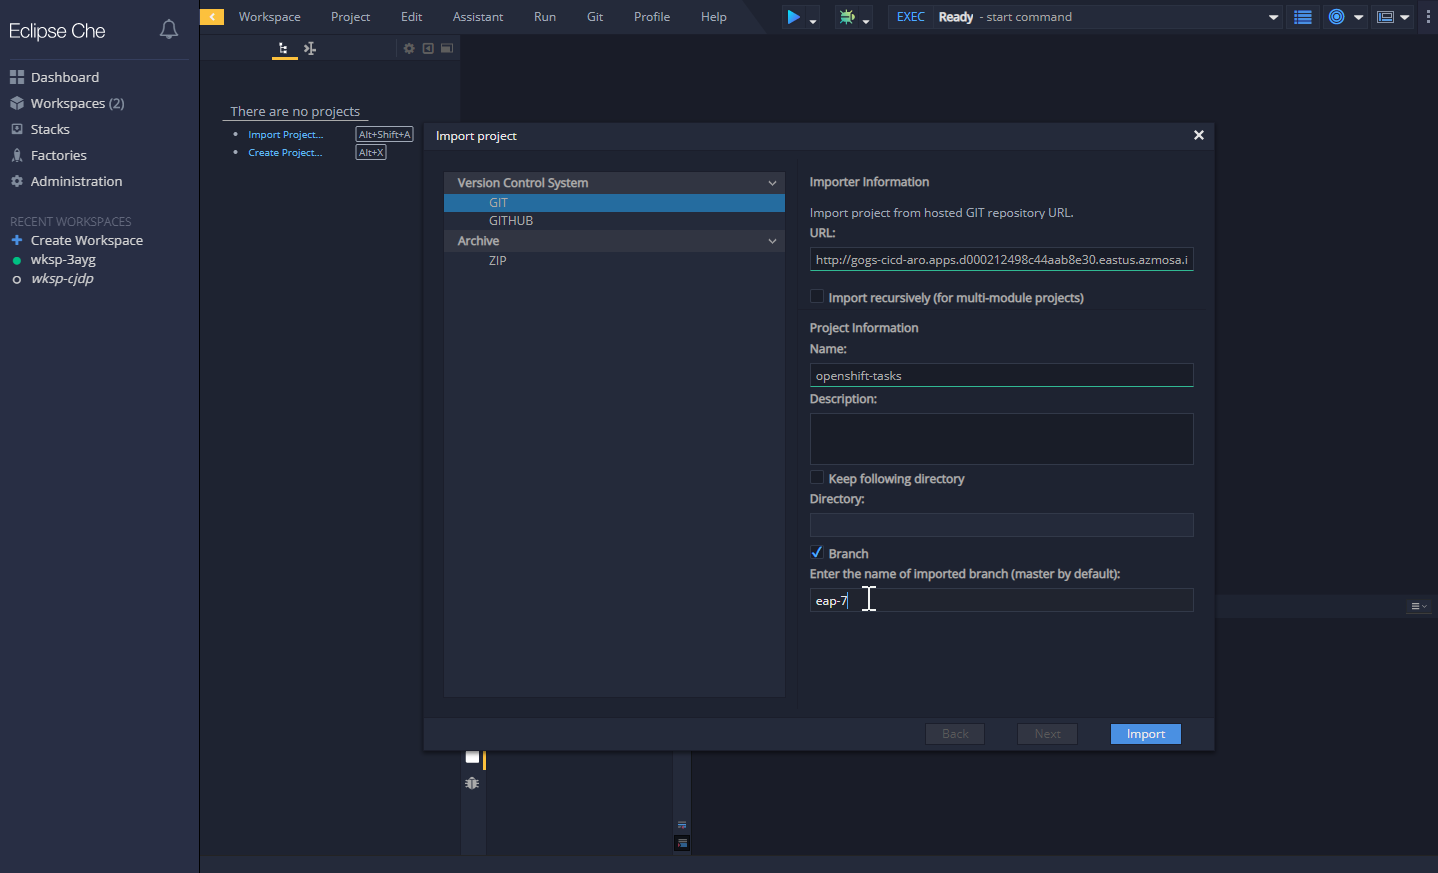 Eclipse Che
Dashboard
Workspaces (2)
Stacks
Factories
Administration
RECENT WORKSPACES
Create Workspace
wksp-3ayg
wksp-cjdp
Workspace Project Edit Assistant Run Git Profile Help
EXEC Ready - start command
There are no projects
Import Project... Alt+Shift+A
Create Project... Alt+X
Import project
Version Control System
GIT
GITHUB
Archive
ZIP
Importer Information
Import project from hosted GIT repository URL.
URL:
http://gogs-cicd-aro.apps.d000212498c44aab8e30.eastus.azmosa.i
Import recursively (for multi-module projects)
Project Information
Name:
openshift-tasks
Description:
Keep following directory
Directory:
Branch
Enter the name of imported branch (master by default):
eap-7
Back Next Import